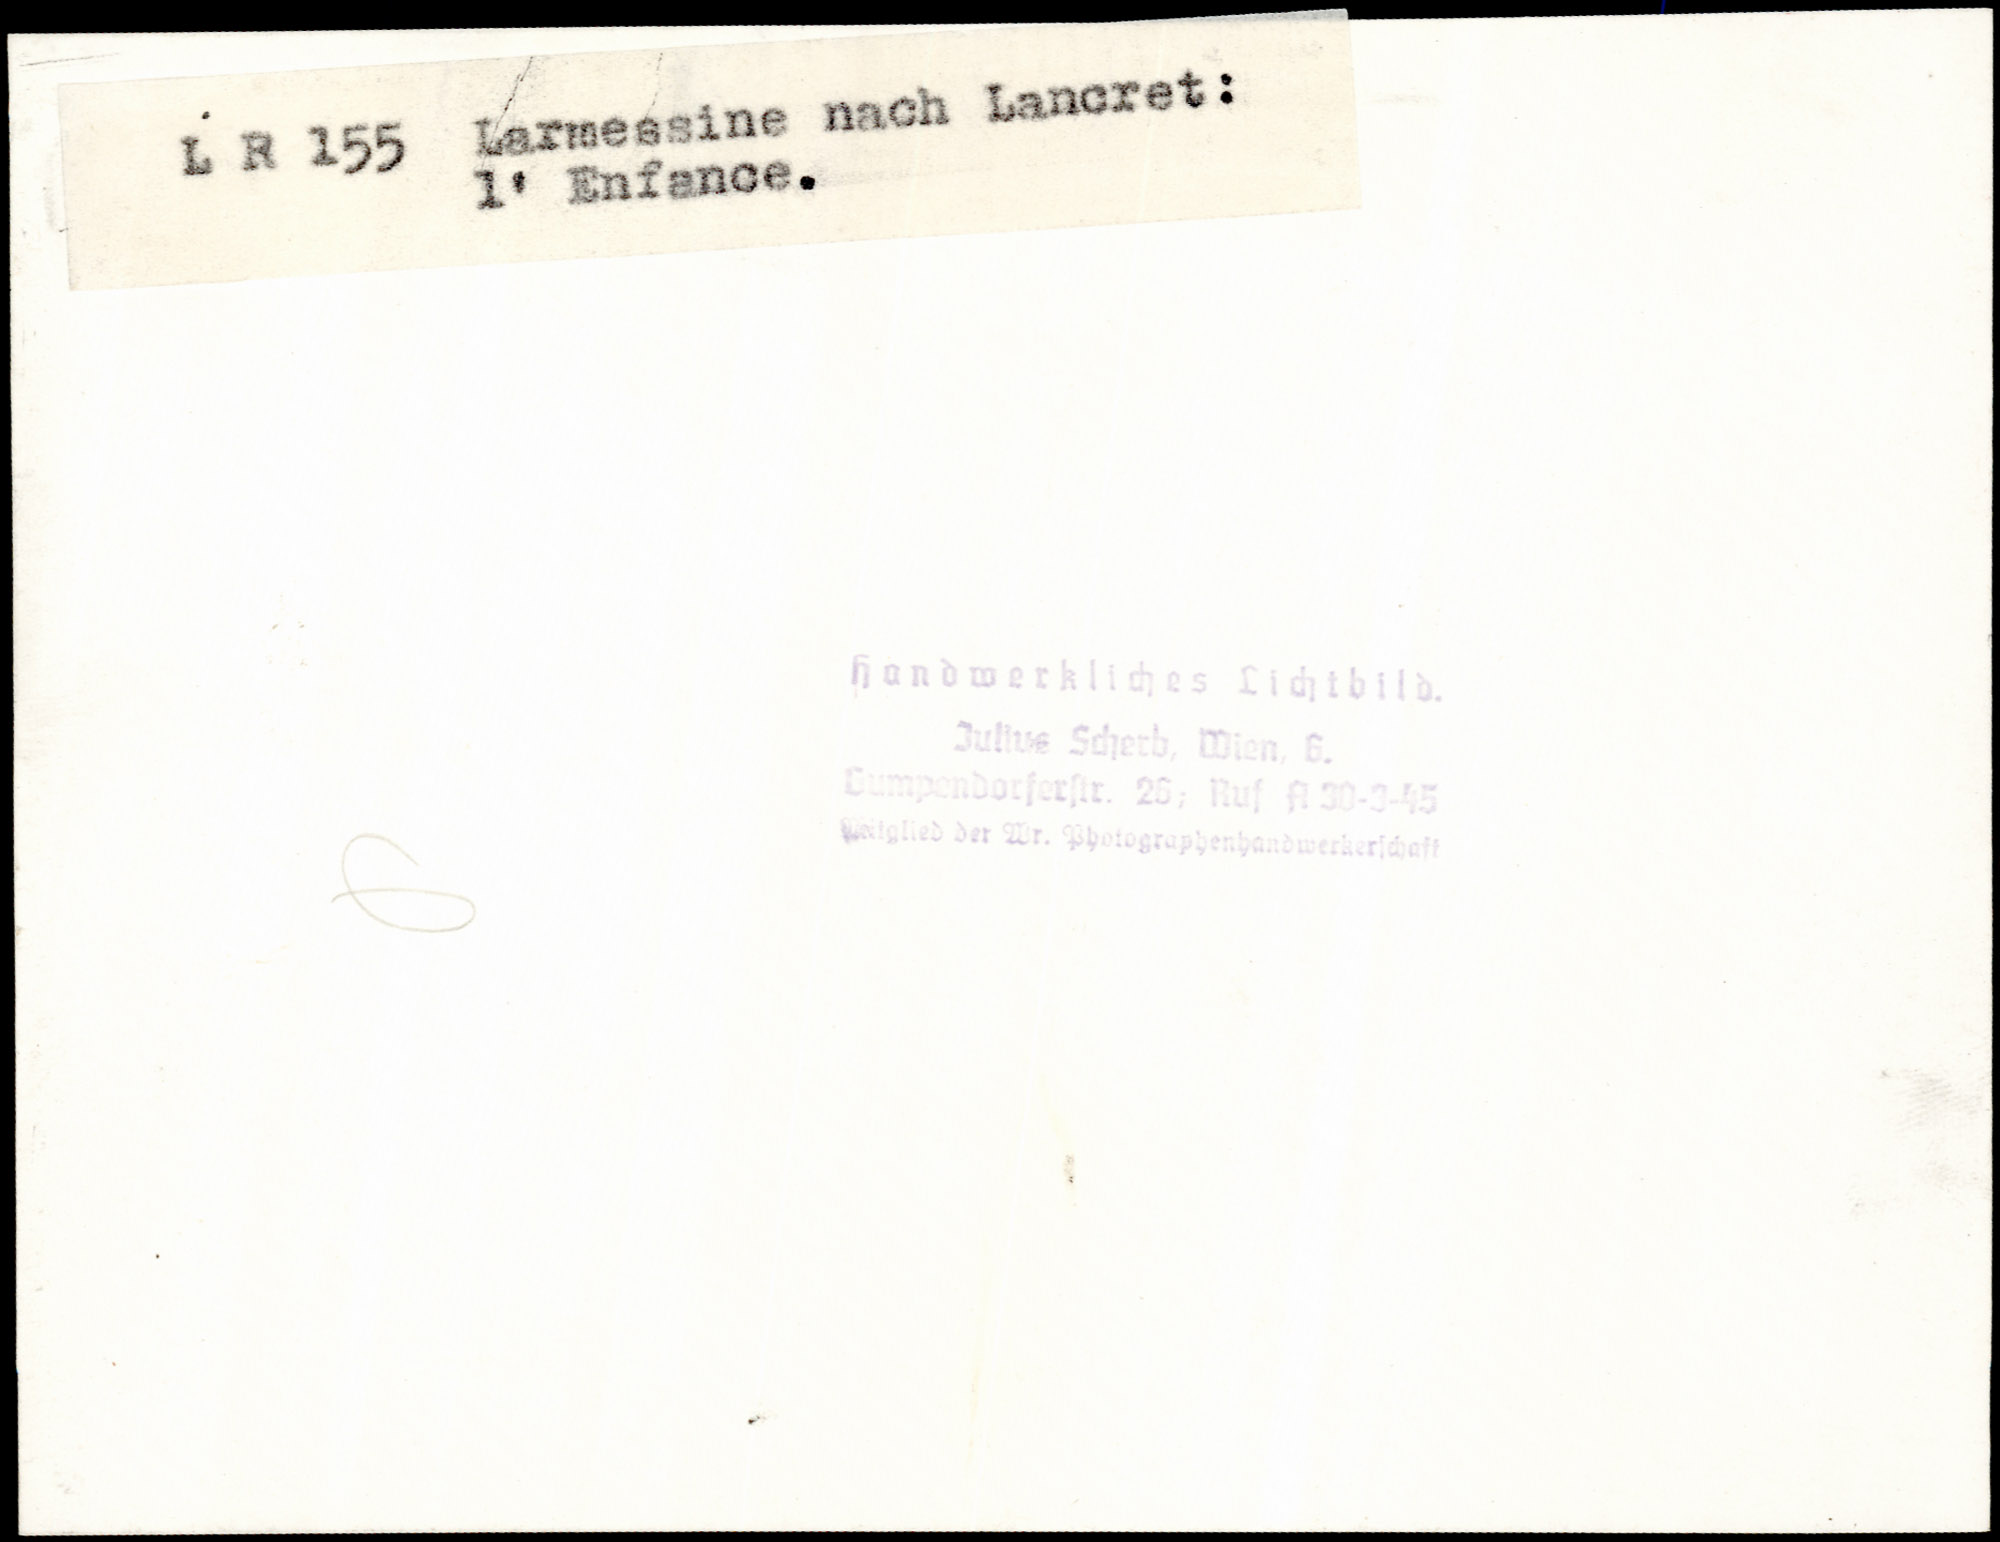 L R 155 Larmessine nach Lancret:
l' Enfance.
Handwerkliches Lichtbild.
Julius Scherb, Wien, 6.
Gumpendorferstr. 26; Ruf A 30-3-45
Mitglied der Wr. Photographenhandwerkerschaft